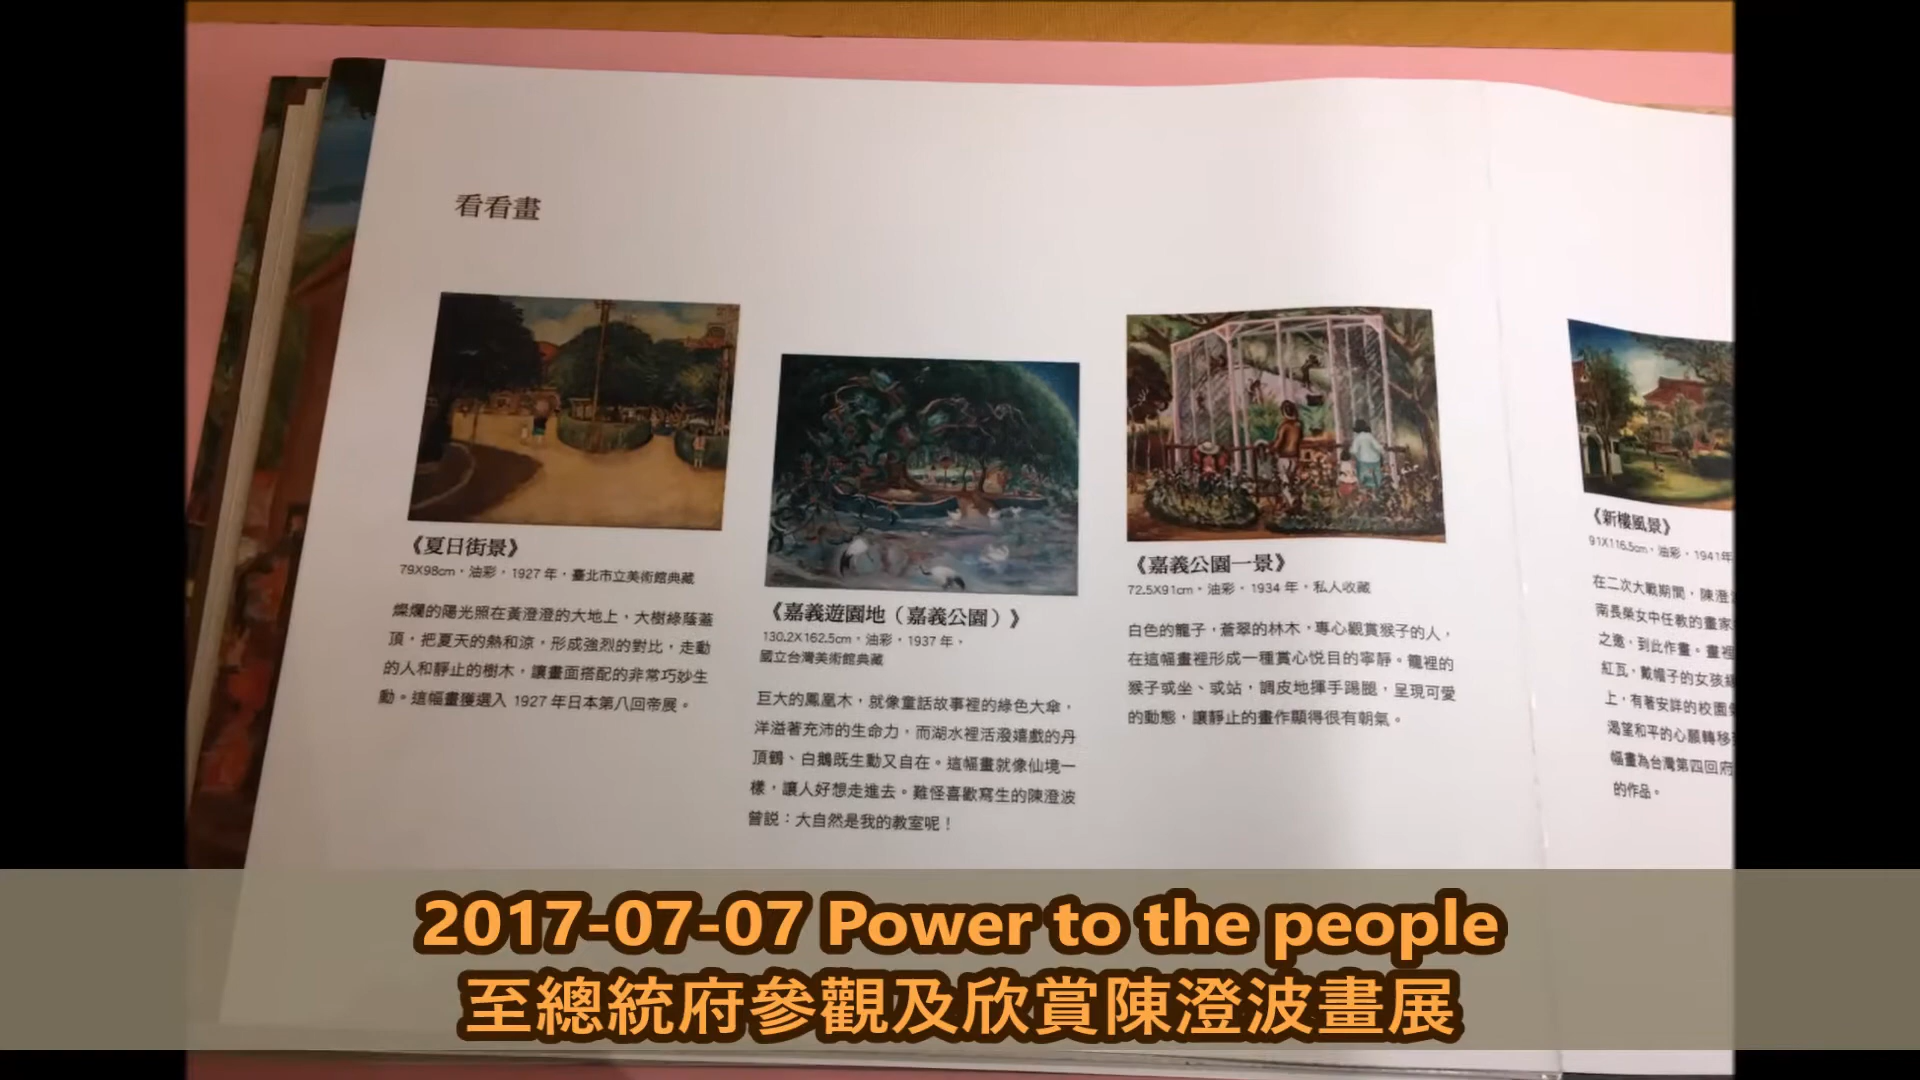 看看畫
《夏日街景》
79X98cm，油彩，1927 年，臺北市立美術館典藏
燦爛的陽光照在黃澄澄的大地上，大樹綠蔭蓋
頂，把夏天的熱和涼，形成強烈的對比，走動
的人和靜止的樹木，讓畫面搭配的非常巧妙生
動。這幅畫獲選入 1927 年日本第八回帝展。
《嘉義遊園地（嘉義公園）》
130.2X162.5cm，油彩，1937 年，
國立台灣美術館典藏
巨大的鳳凰木，就像童話故事裡的綠色大傘，
洋溢著充沛的生命力，而湖水裡活潑嬉戲的丹
頂鶴、白鵝既生動又自在。這幅畫就像仙境一
樣，讓人好想走進去。難怪喜歡寫生的陳澄波
曾說：大自然是我的教室呢！
《嘉義公園一景》
72.5X91cm，油彩，1934 年，私人收藏
白色的籠子，蒼翠的林木，專心觀賞猴子的人，
在這幅畫裡形成一種賞心悅目的寧靜。籠裡的
猴子或坐、或站，調皮地揮手踢腿，呈現可愛
的動態，讓靜止的畫作顯得很有朝氣。
《新樓風景》
91X116.5cm，油彩，1941年
在二次大戰期間，陳澄
南長榮女中任教的畫家
之邀，到此作畫。畫裡
紅瓦，戴帽子的女孩
上，有著安詳的校園
渴望和平的心願轉移
幅畫為台灣第四回府
的作品。
2017-07-07 Power to the people
至總統府參觀及欣賞陳澄波畫展